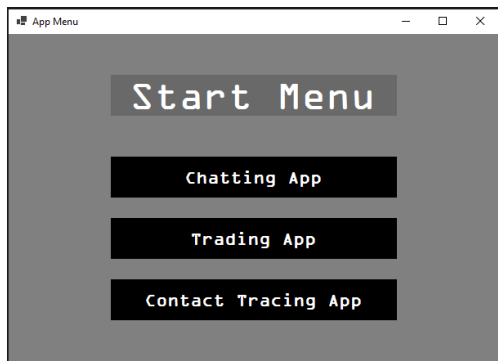 App Menu
Start Menu
Chatting App
Trading App
Contact Tracing App